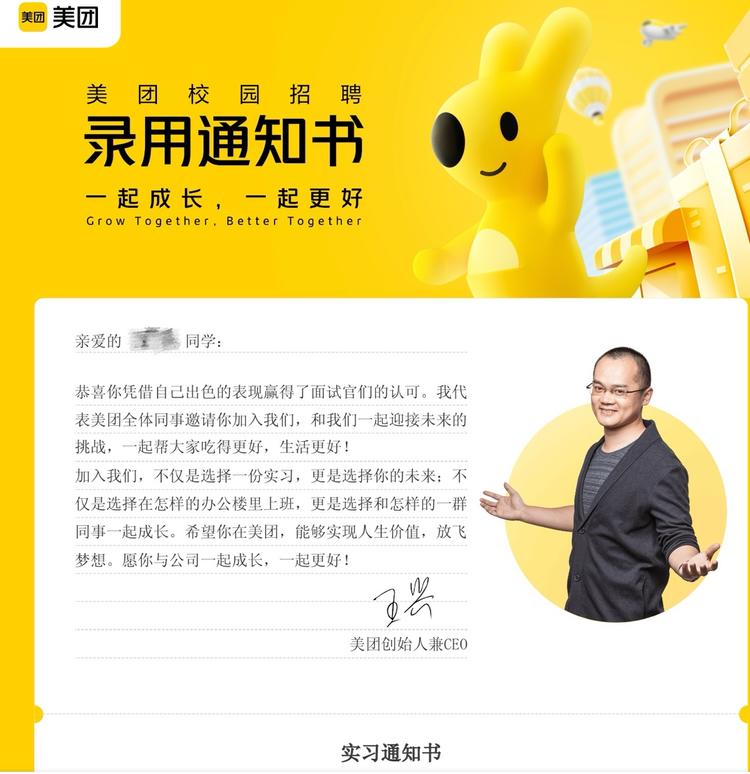 美团 美团
美团校园招聘
录用通知书
一起成长，一起更好
Grow Together, Better Together
亲爱的 同学：
恭喜你凭借自己出色的表现赢得了面试官们的认可。我代
表美团全体同事邀请你加入我们，和我们一起迎接未来的
挑战，一起帮大家吃得更好，生活更好！
加入我们，不仅是选择一份实习，更是选择你的未来；不
仅是选择在怎样的办公楼里上班，更是选择和怎样的一群
同事一起成长。希望你在美团，能够实现人生价值，放飞
梦想。愿你与公司一起成长，一起更好！
王兴
美团创始人兼CEO
实习通知书